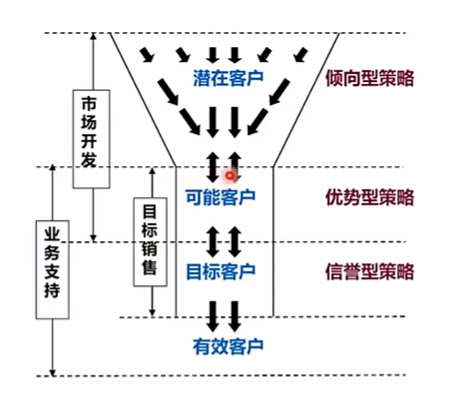 潜在客户
倾向型策略
市场开发
可能客户
优势型策略
目标销售
业务支持
目标客户
信誉型策略
有效客户